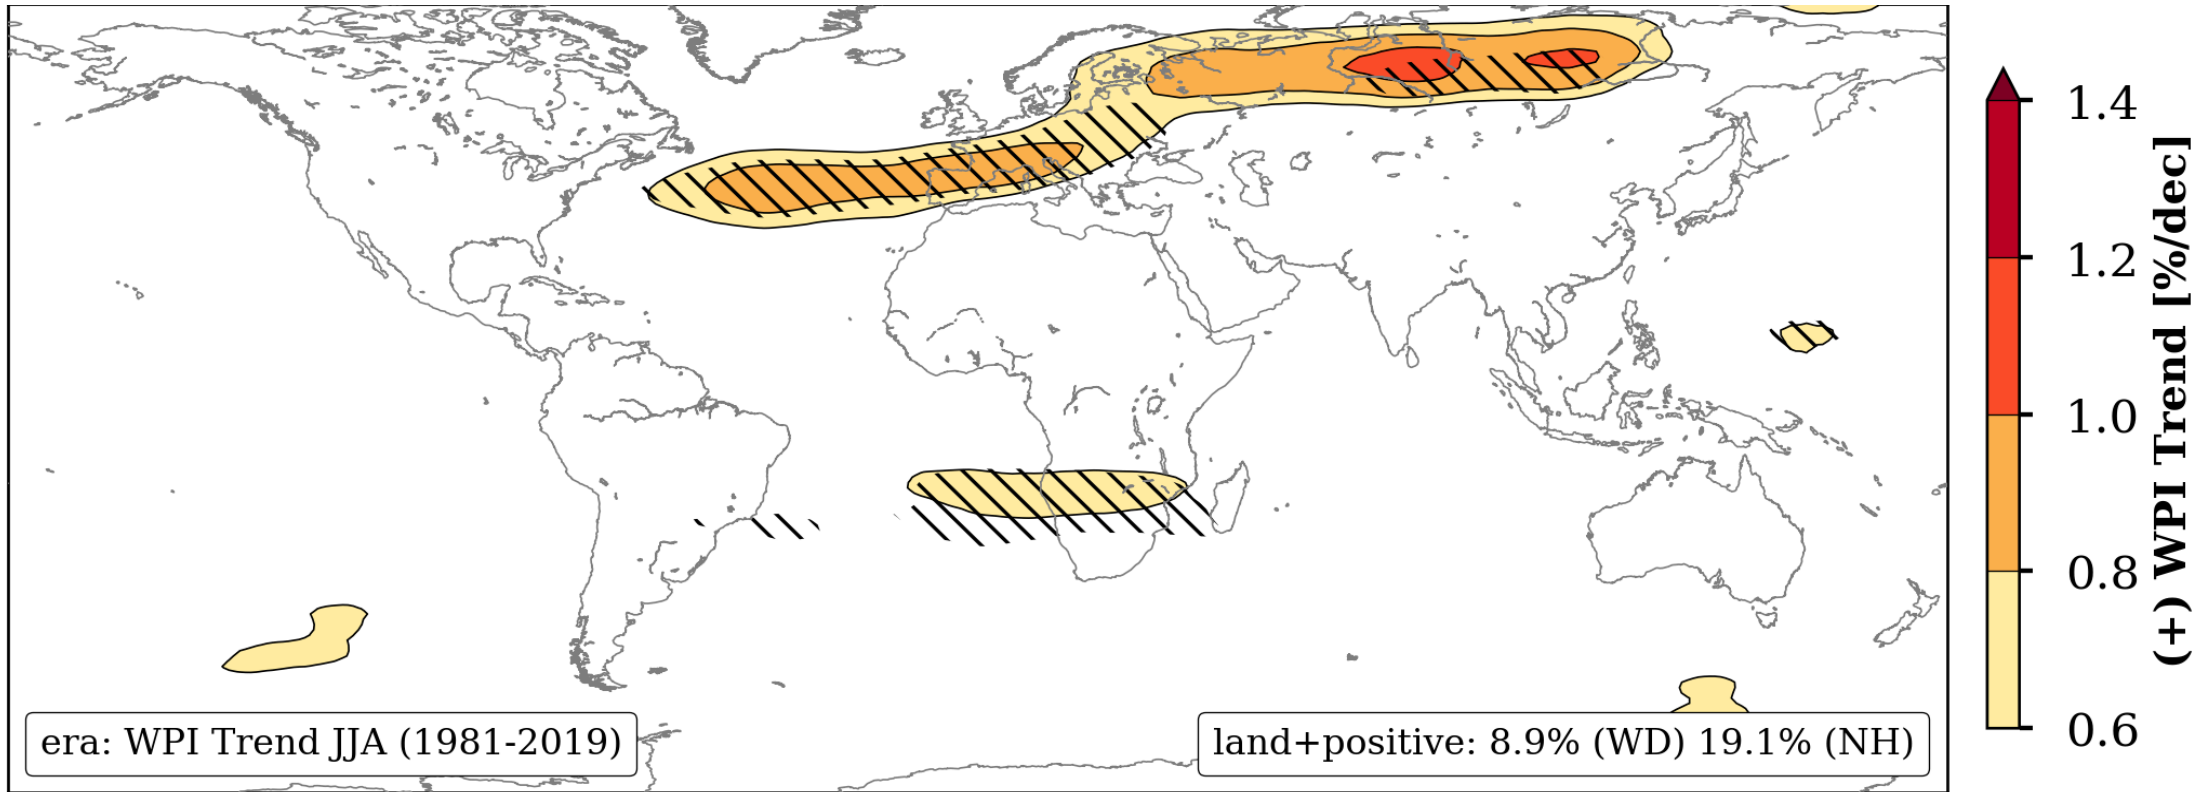 1.4
1.2
1.0
0.8
0.6
(+) WPI Trend [%/dec]
era: WPI Trend JJA (1981-2019)
land+positive: 8.9% (WD) 19.1% (NH)